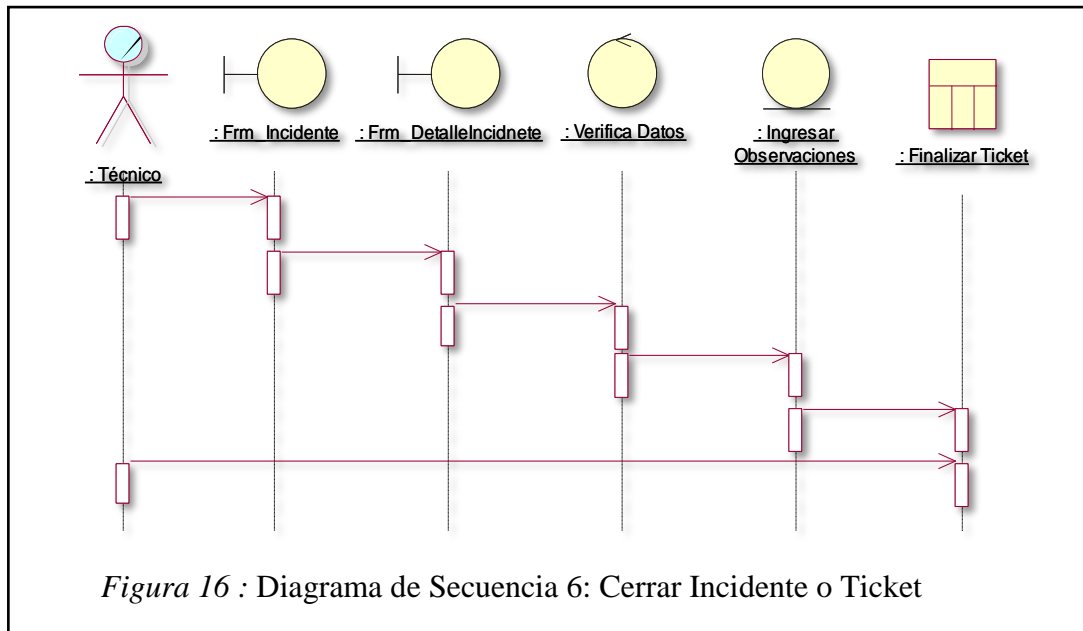 : Técnico
: Frm_Incidente
: Frm_DetalleIncidnete
: Verifica Datos
: Ingresar
Observaciones
: Finalizar Ticket
Figura 16 : Diagrama de Secuencia 6: Cerrar Incidente o Ticket